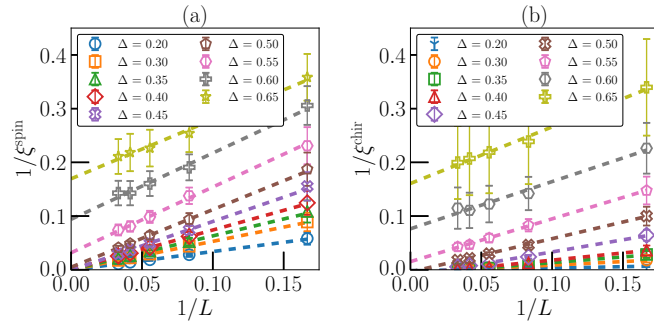 (a)
Δ = 0.20
Δ = 0.30
Δ = 0.35
Δ = 0.40
Δ = 0.45
Δ = 0.50
Δ = 0.55
Δ = 0.60
Δ = 0.65
0.4
0.3
0.2
0.1
0.0
1/ξ^spin
0.00 0.05 0.10 0.15
1/L
(b)
Δ = 0.20
Δ = 0.30
Δ = 0.35
Δ = 0.40
Δ = 0.45
Δ = 0.50
Δ = 0.55
Δ = 0.60
Δ = 0.65
0.4
0.3
0.2
0.1
0.0
1/ξ^chir
0.00 0.05 0.10 0.15
1/L